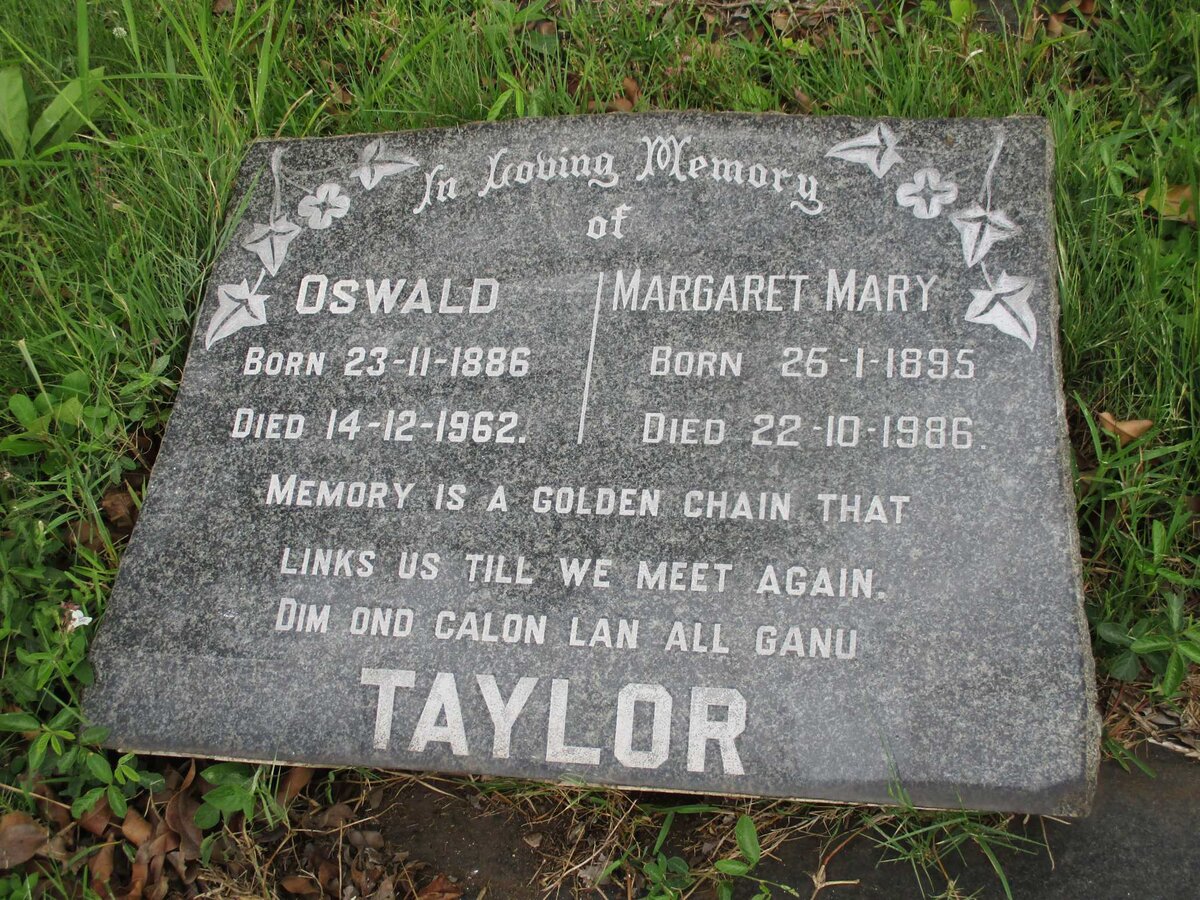 In Loving Memory
of
OSWALD
BORN 23-11-1886
DIED 14-12-1962.
MARGARET MARY
BORN 26-1-1895
DIED 22-10-1986.
MEMORY IS A GOLDEN CHAIN THAT
LINKS US TILL WE MEET AGAIN.
DIM OND CALON LAN ALL GANU
TAYLOR